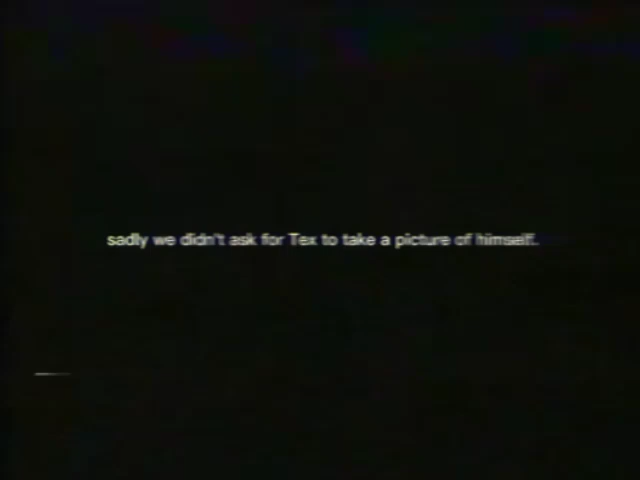 sadly we didn't ask for Tex to take a picture of himself.